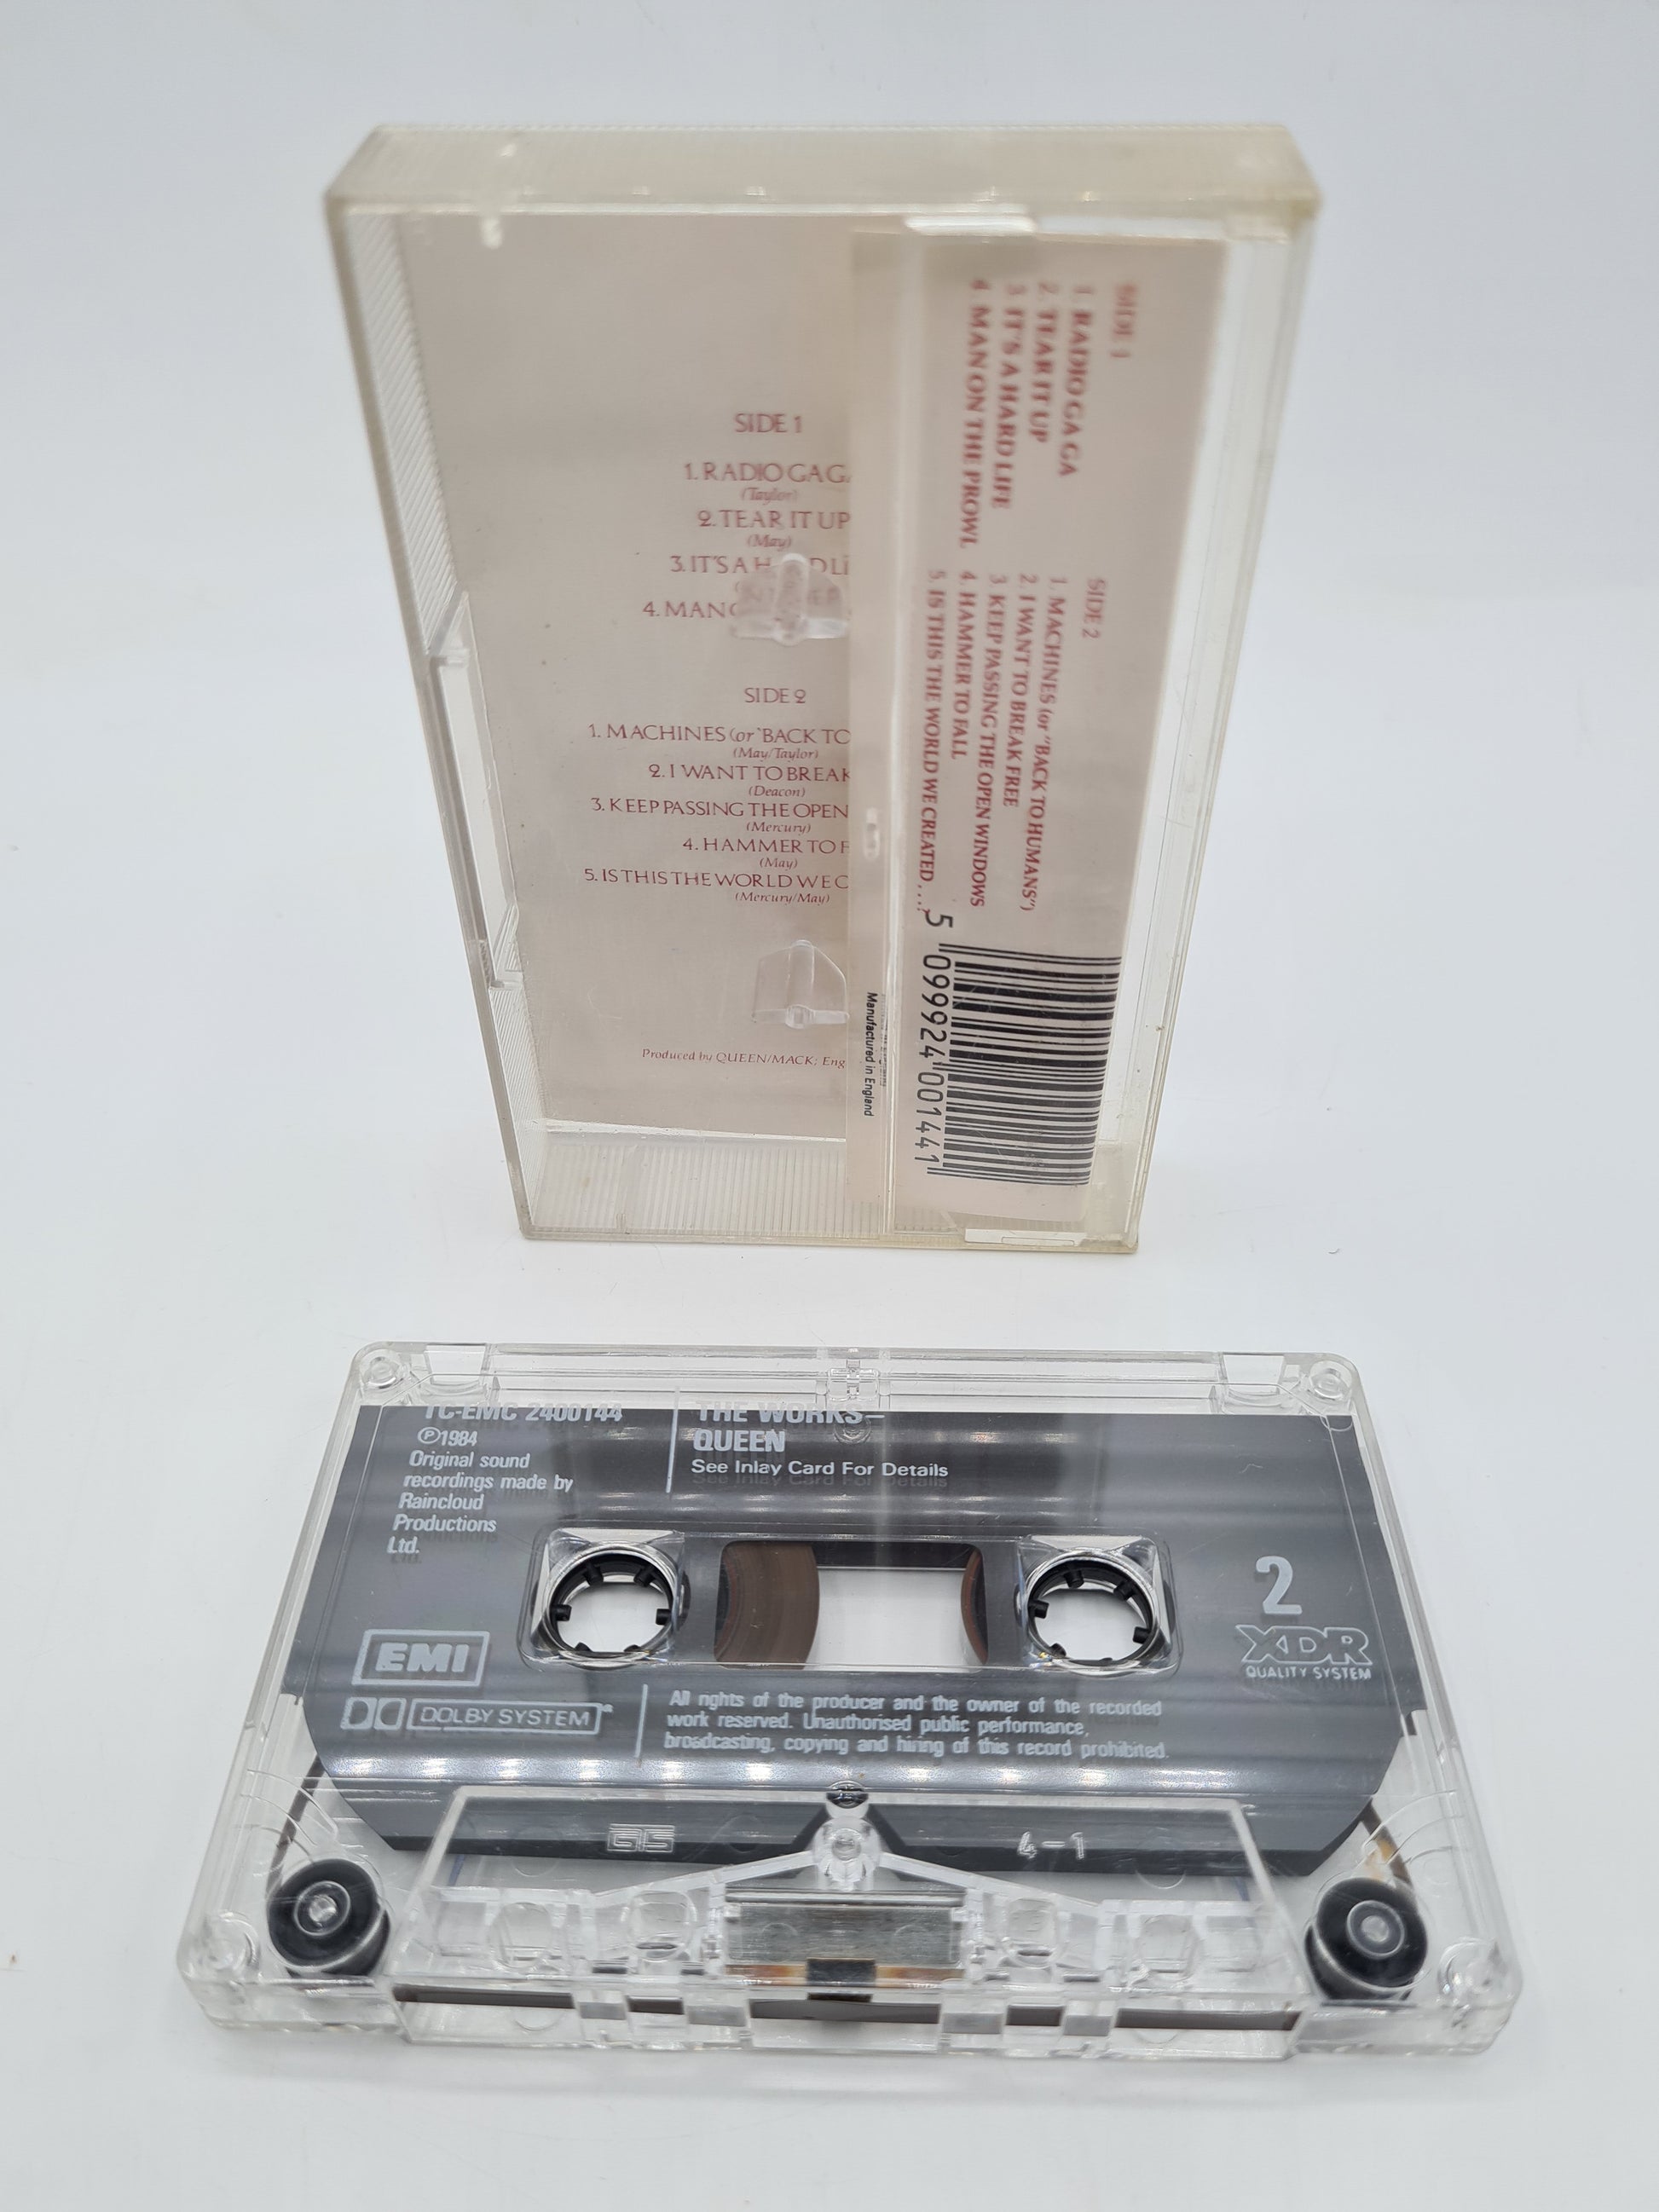 SIDE 1
1. RADIO GA G
(Taylor)
2. TEAR IT UP
(May)
3. IT'S A H DLI
4. MAN
SIDE 2
1. MACHINES (or 'BACK TO
(May/Taylor)
2. I WANT TO BREAK
(Deacon)
3. KEEP PASSING THE OPEN
(Mercury)
4. HAMMER TO F
(May)
5. IS THIS THE WORLD WE C
(Mercury/May)
Produced by QUEEN/MACK; Eng
SIDE 1
1. RADIO GA GA
2. TEAR IT UP
3. IT'S A HARD LIFE
4. MAN ON THE PROWL
SIDE 2
1. MACHINES (or "BACK TO HUMANS")
2. I WANT TO BREAK FREE
3. KEEP PASSING THE OPEN WINDOWS
4. HAMMER TO FALL
5. IS THIS THE WORLD WE CREATED...?
5 099924 001441
Manufactured in England
TC-EMC 2400144
Ⓟ1984
Original sound
recordings made by
Raincloud
Productions
Ltd.
THE WORKS–
QUEEN
See Inlay Card For Details
2
XDR
QUALITY SYSTEM
EMI
DOLBY SYSTEM
All rights of the producer and the owner of the recorded
work reserved. Unauthorised public performance,
broadcasting, copying and hiring of this record prohibited.
4-1